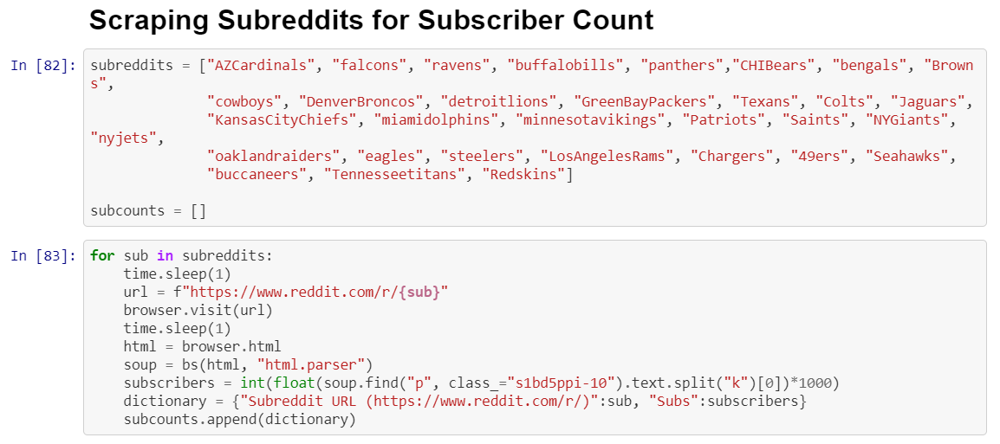 Scraping Subreddits for Subscriber Count
In [82]: subreddits = ["AZCardinals", "falcons", "ravens", "buffalobills", "panthers","CHIBears", "bengals", "Brown
s",
"cowboys", "DenverBroncos", "detroitlions", "GreenBayPackers", "Texans", "Colts", "Jaguars",
"KansasCityChiefs", "miamidolphins", "minnesotavikings", "Patriots", "Saints", "NYGiants",
"nyjets",
"oaklandraiders", "eagles", "steelers", "LosAngelesRams", "Chargers", "49ers", "Seahawks",
"buccaneers", "Tennesseetitans", "Redskins"]
subcounts = []
In [83]: for sub in subreddits:
time.sleep(1)
url = f"https://www.reddit.com/r/{sub}"
browser.visit(url)
time.sleep(1)
html = browser.html
soup = bs(html, "html.parser")
subscribers = int(float(soup.find("p", class_="s1bd5ppi-10").text.split("k")[0])*1000)
dictionary = {"Subreddit URL (https://www.reddit.com/r/)":sub, "Subs":subscribers}
subcounts.append(dictionary)